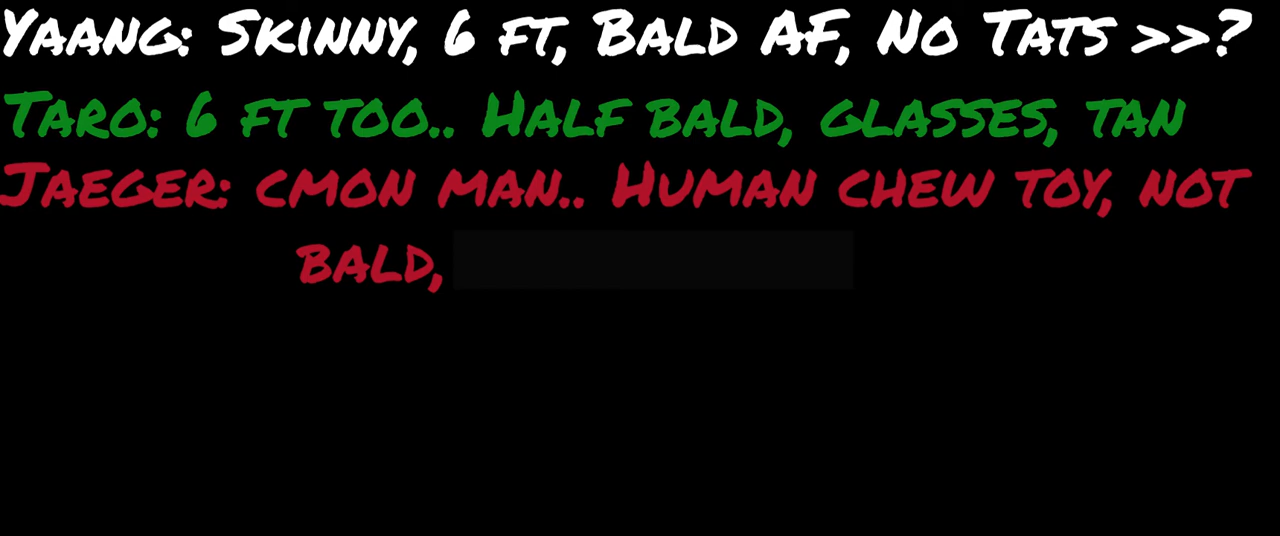 Yaang: Skinny, 6 ft, Bald AF, No Tats >>?
Taro: 6 ft too.. Half bald, glasses, tan
Jaeger: cmon man.. Human chew toy, not
bald,